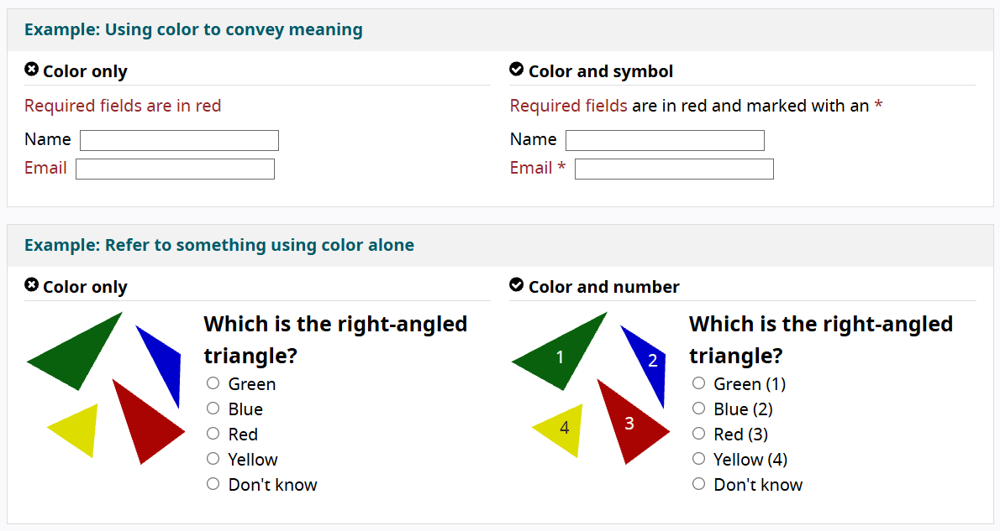 Example: Using color to convey meaning
Color only
Required fields are in red
Name
Email
Color and symbol
Required fields are in red and marked with an *
Name
Email *
Example: Refer to something using color alone
Color only
Which is the right-angled
triangle?
Green
Blue
Red
Yellow
Don't know
Color and number
1
2
3
4
Which is the right-angled
triangle?
Green (1)
Blue (2)
Red (3)
Yellow (4)
Don't know